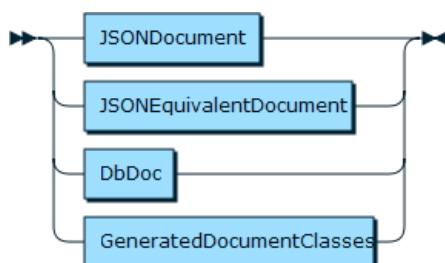 JSONDocument
JSONEquivalentDocument
DbDoc
GeneratedDocumentClasses